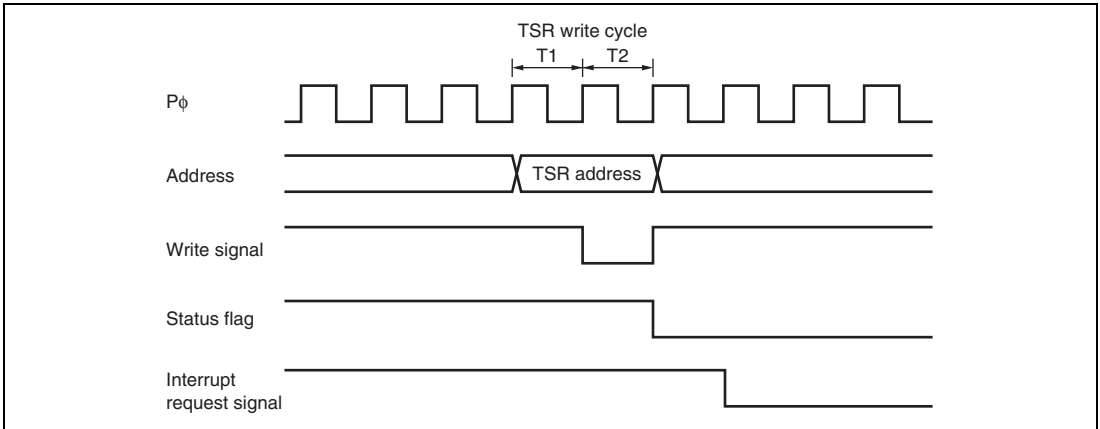 TSR write cycle
T1 T2
Pϕ
Address
TSR address
Write signal
Status flag
Interrupt
request signal